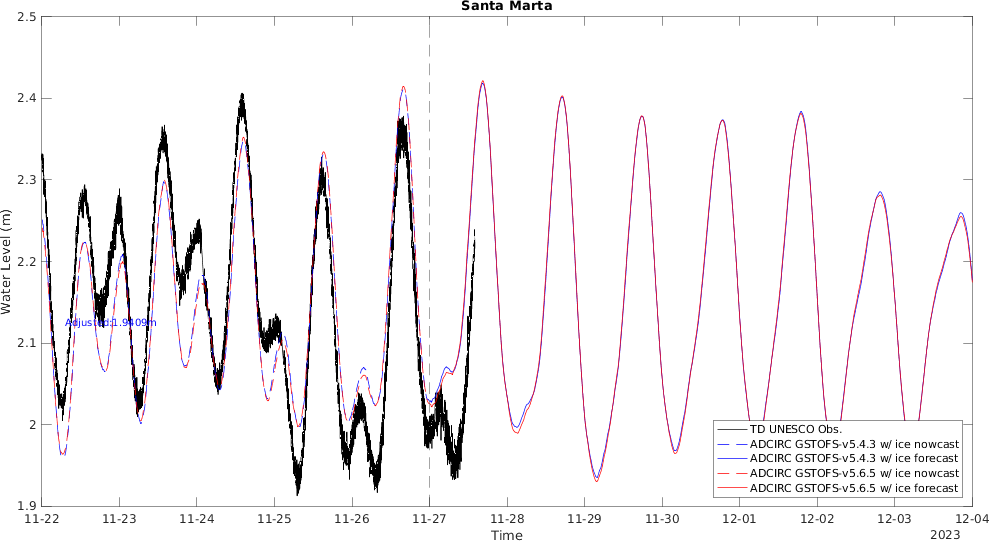 Santa Marta
2.5
2.4
2.3
2.2
2.1
2
1.9
Water Level (m)
Adjusted:1.9409m
TD UNESCO Obs.
ADCIRC GSTOFS-v5.4.3 w/ ice nowcast
ADCIRC GSTOFS-v5.4.3 w/ ice forecast
ADCIRC GSTOFS-v5.6.5 w/ ice nowcast
ADCIRC GSTOFS-v5.6.5 w/ ice forecast
11-22 11-23 11-24 11-25 11-26 11-27 11-28 11-29 11-30 12-01 12-02 12-03 12-04
Time
2023